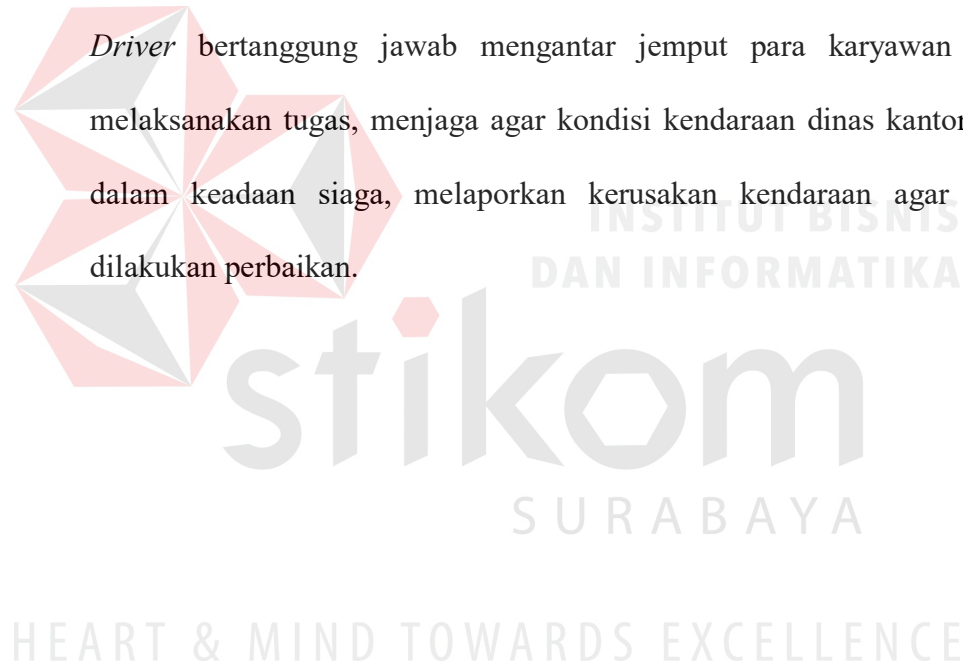 Driver bertanggung jawab mengantar jemput para karyawan
melaksanakan tugas, menjaga agar kondisi kendaraan dinas kantor
dalam keadaan siaga, melaporkan kerusakan kendaraan agar
dilakukan perbaikan.
INSTITUT BISNIS
DAN INFORMATIKA
stikom
SURABAYA
HEART & MIND TOWARDS EXCELLENCE